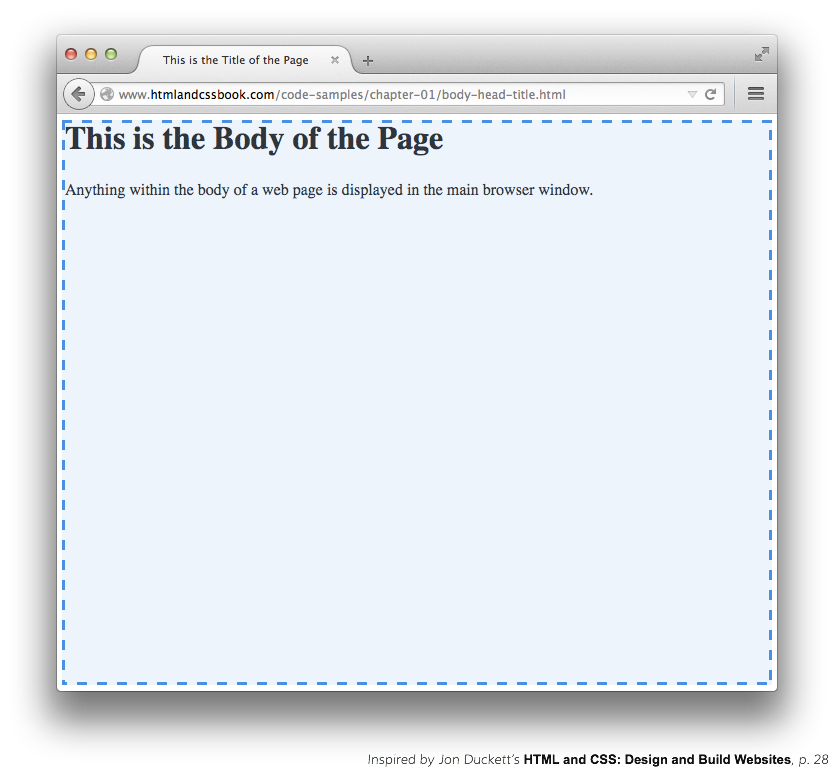 This is the Title of the Page
www.htmlandcssbook.com/code-samples/chapter-01/body-head-title.html
This is the Body of the Page
Anything within the body of a web page is displayed in the main browser window.
Inspired by Jon Duckett’s HTML and CSS: Design and Build Websites, p. 28